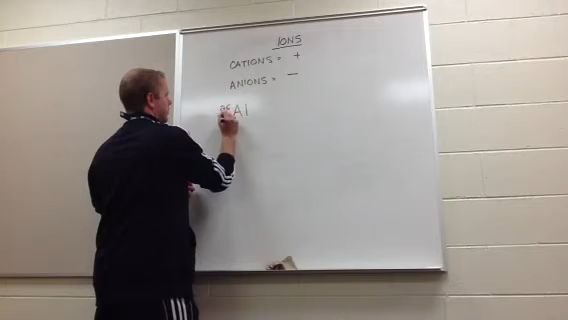 IONS
CATIONS = +
ANIONS = −
Al